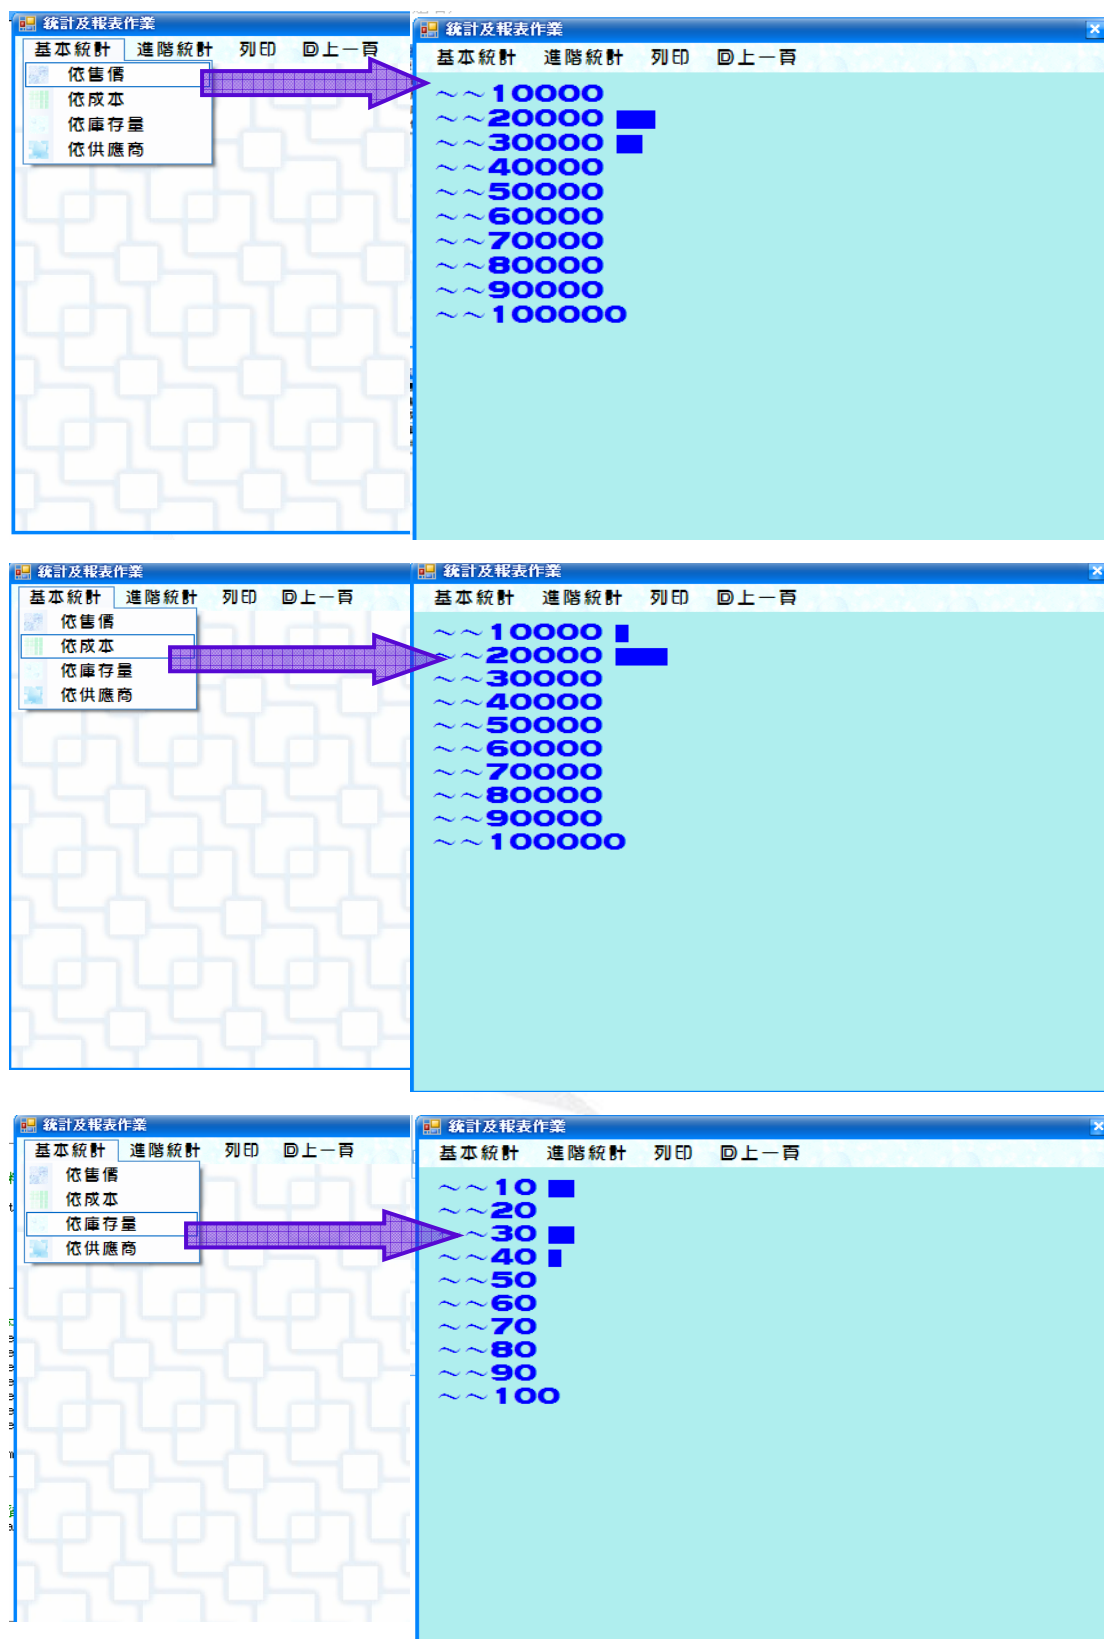 統計及報表作業
基本統計 進階統計 列印 回上一頁
依售價
依成本
依庫存量
依供應商
統計及報表作業
基本統計 進階統計 列印 回上一頁
~~10000
~~20000
~~30000
~~40000
~~50000
~~60000
~~70000
~~80000
~~90000
~~100000
統計及報表作業
基本統計 進階統計 列印 回上一頁
依售價
依成本
依庫存量
依供應商
統計及報表作業
基本統計 進階統計 列印 回上一頁
~~10000
~~20000
~~30000
~~40000
~~50000
~~60000
~~70000
~~80000
~~90000
~~100000
統計及報表作業
基本統計 進階統計 列印 回上一頁
依售價
依成本
依庫存量
依供應商
統計及報表作業
基本統計 進階統計 列印 回上一頁
~~10
~~20
~~30
~~40
~~50
~~60
~~70
~~80
~~90
~~100